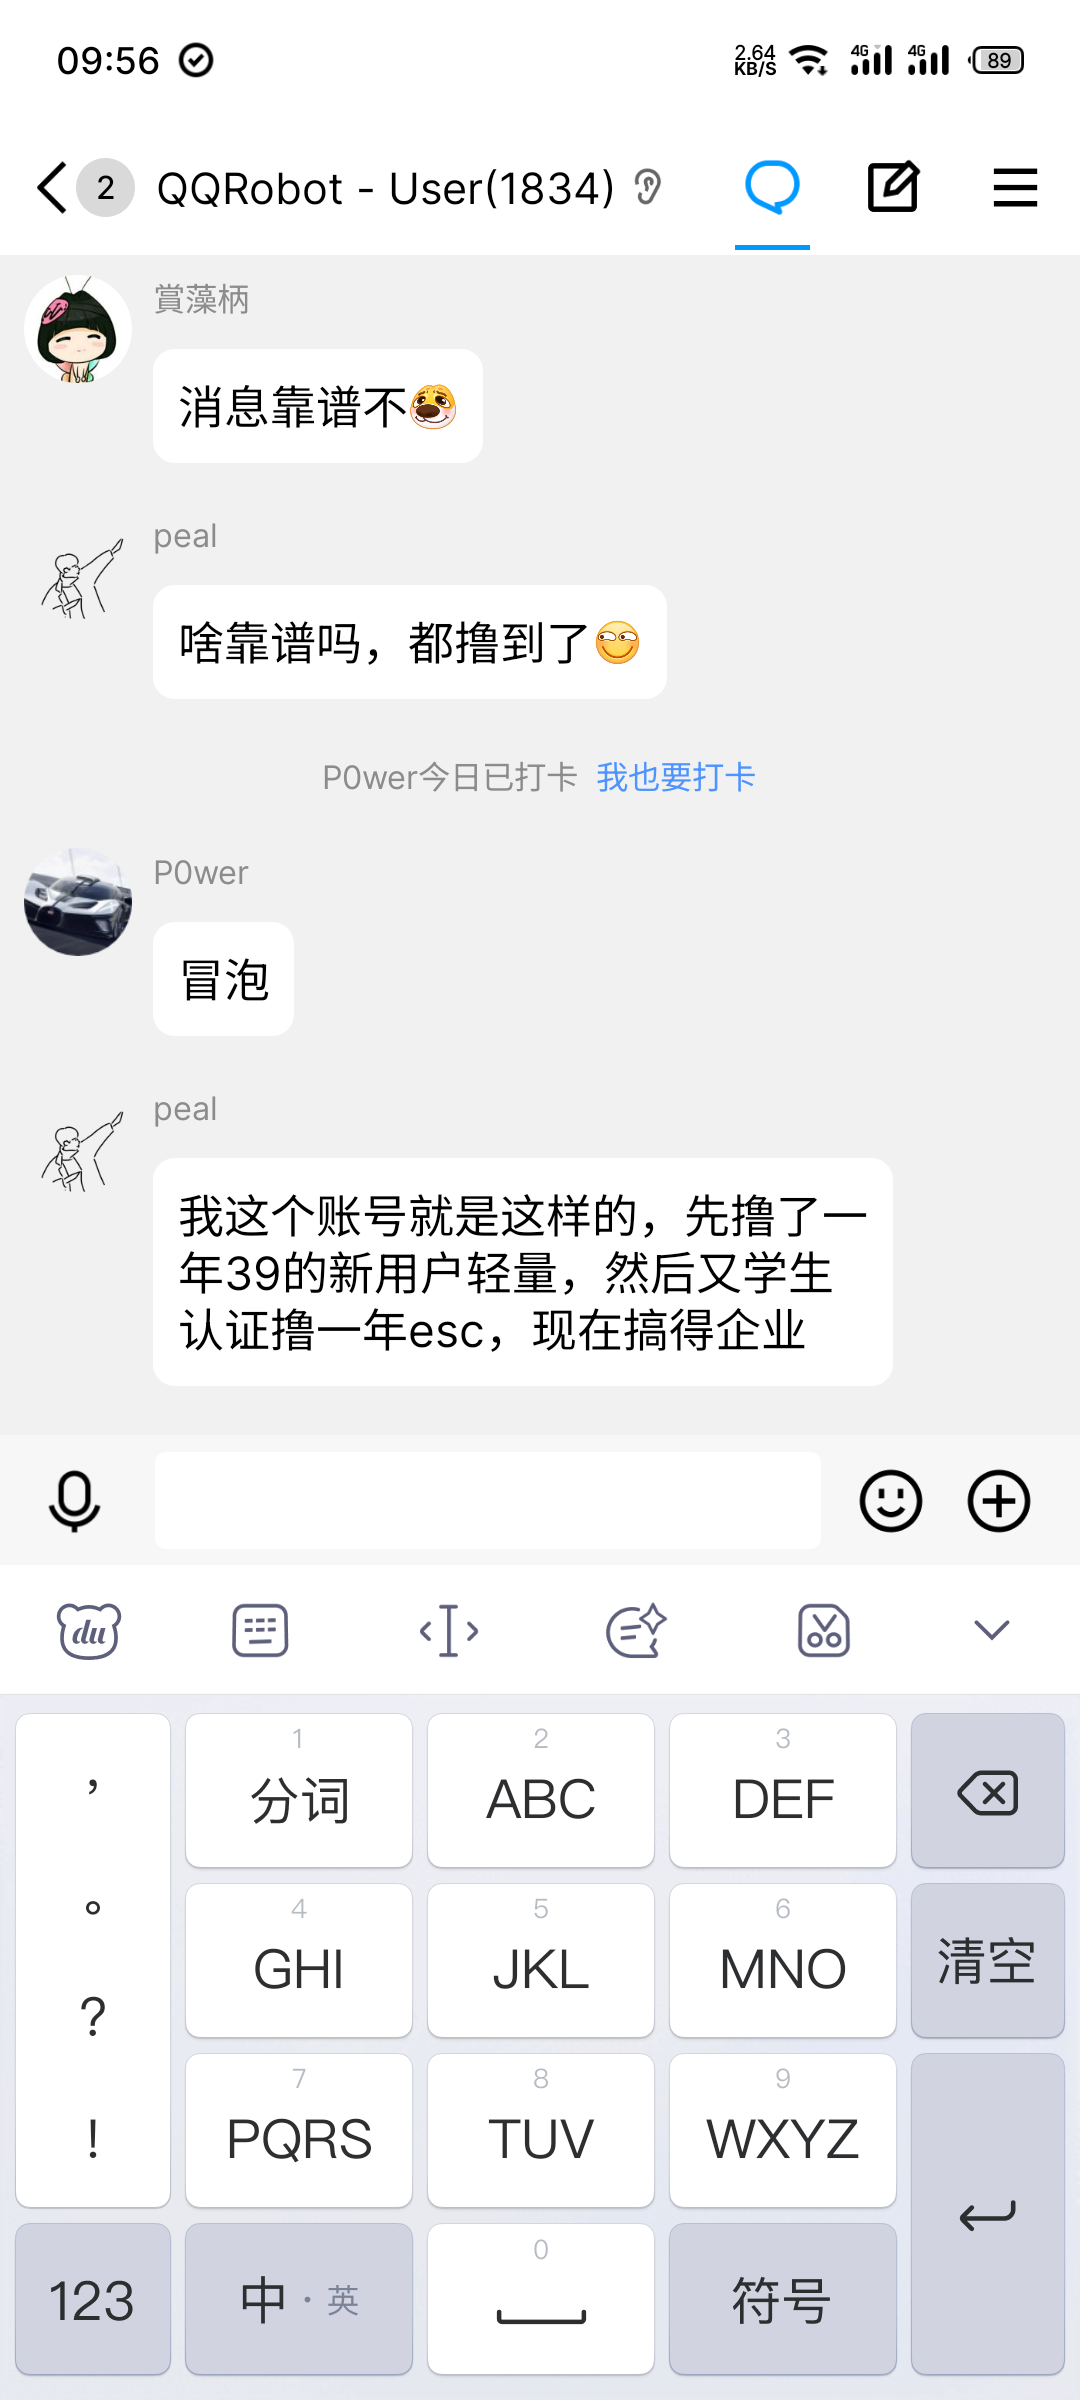 09:56
2.64
KB/S
4G
4G
89
2
QQRobot - User(1834)
賞藻柄
消息靠谱不
peal
啥靠谱吗，都撸到了
P0wer今日已打卡 我也要打卡
P0wer
冒泡
peal
我这个账号就是这样的，先撸了一
年39的新用户轻量，然后又学生
认证撸一年esc，现在搞得企业
du
，
。
？
！
1
分词
2
ABC
3
DEF
4
GHI
5
JKL
6
MNO
清空
7
PQRS
8
TUV
9
WXYZ
123
中·英
0
符号